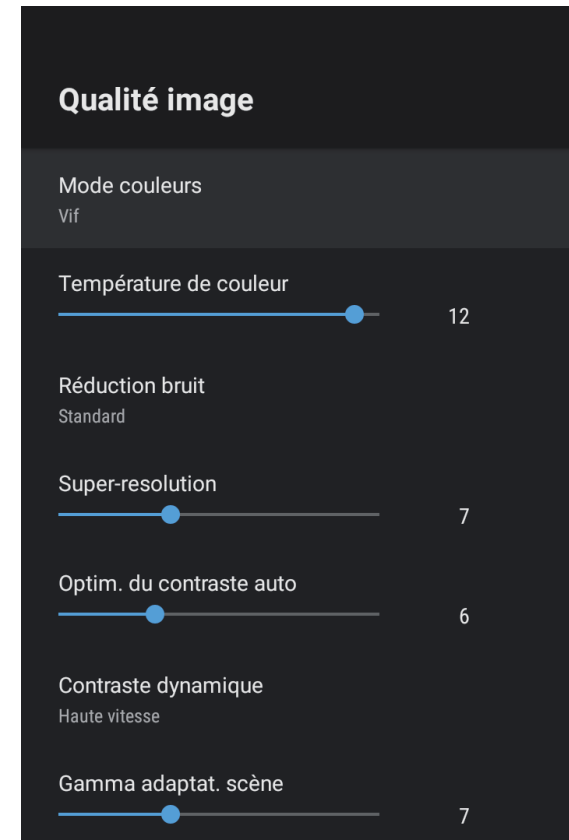 Qualité image
Mode couleurs
Vif
Température de couleur
12
Réduction bruit
Standard
Super-resolution
7
Optim. du contraste auto
6
Contraste dynamique
Haute vitesse
Gamma adaptat. scène
7